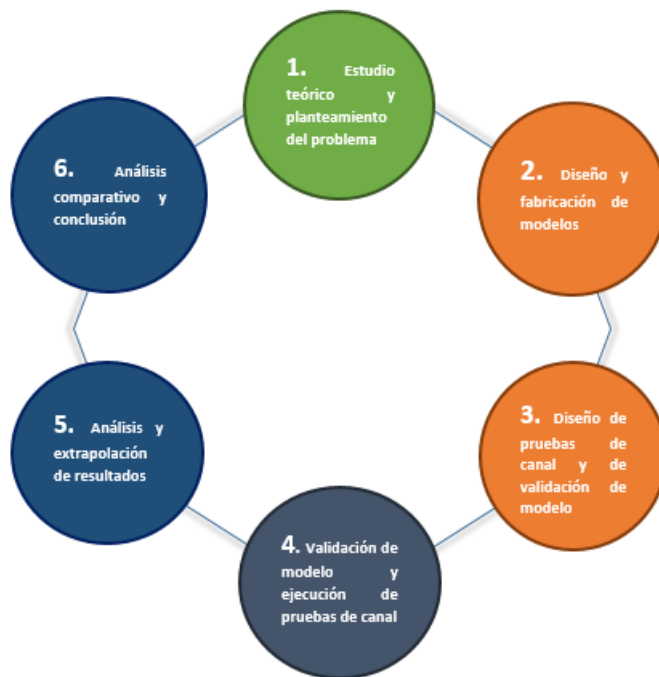 1. Estudio
teórico y
planteamiento
del problema
2. Diseño y
fabricación de
modelos
3. Diseño de
pruebas de
canal y de
validación de
modelo
4. Validación de
modelo y
ejecución de
pruebas de canal
5. Análisis y
extrapolación
de resultados
6. Análisis
comparativo y
conclusión